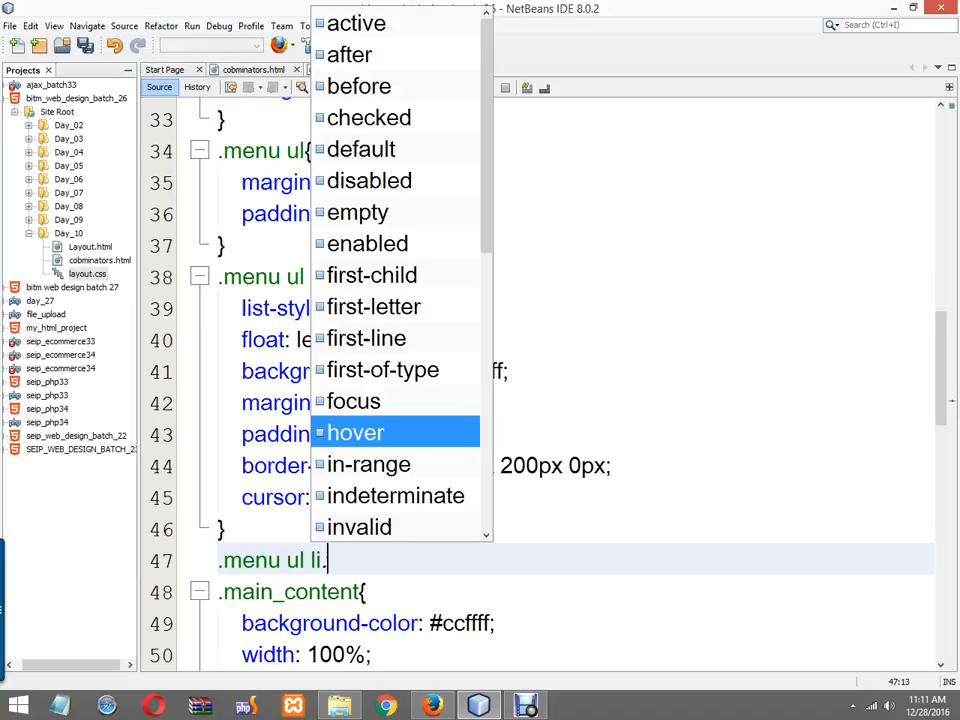 5 - NetBeans IDE 8.0.2
File Edit View Navigate Source Refactor Run Debug Profile Team To
Search (Ctrl+I)
Projects
Start Page
cobminators.html
Source History
ajax_batch33
bitm_web_design_batch_26
Site Root
Day_02
Day_03
Day_04
Day_05
Day_06
Day_07
Day_08
Day_09
Day_10
Layout.html
cobminators.html
layout.css
bitm web design batch 27
day_27
file_upload
my_html_project
seip_ecommerce33
seip_ecommerce34
seip_ecommerce34
seip_php33
seip_php33
seip_php34
seip_php34
seip_web_design_batch_22
SEIP_WEB_DESIGN_BATCH_23
33 }
34 .menu ul{
35 margin
36 paddin
37 }
38 .menu ul
39 list-styl
40 float: le
41 backgr ff;
42 margin
43 paddin
44 border- 200px 0px;
45 cursor:
46 }
47 .menu ul li.
48 .main_content{
49 background-color: #ccffff;
50 width: 100%;
active
after
before
checked
default
disabled
empty
enabled
first-child
first-letter
first-line
first-of-type
focus
hover
in-range
indeterminate
invalid
47:13 INS
11:11 AM
12/28/2016